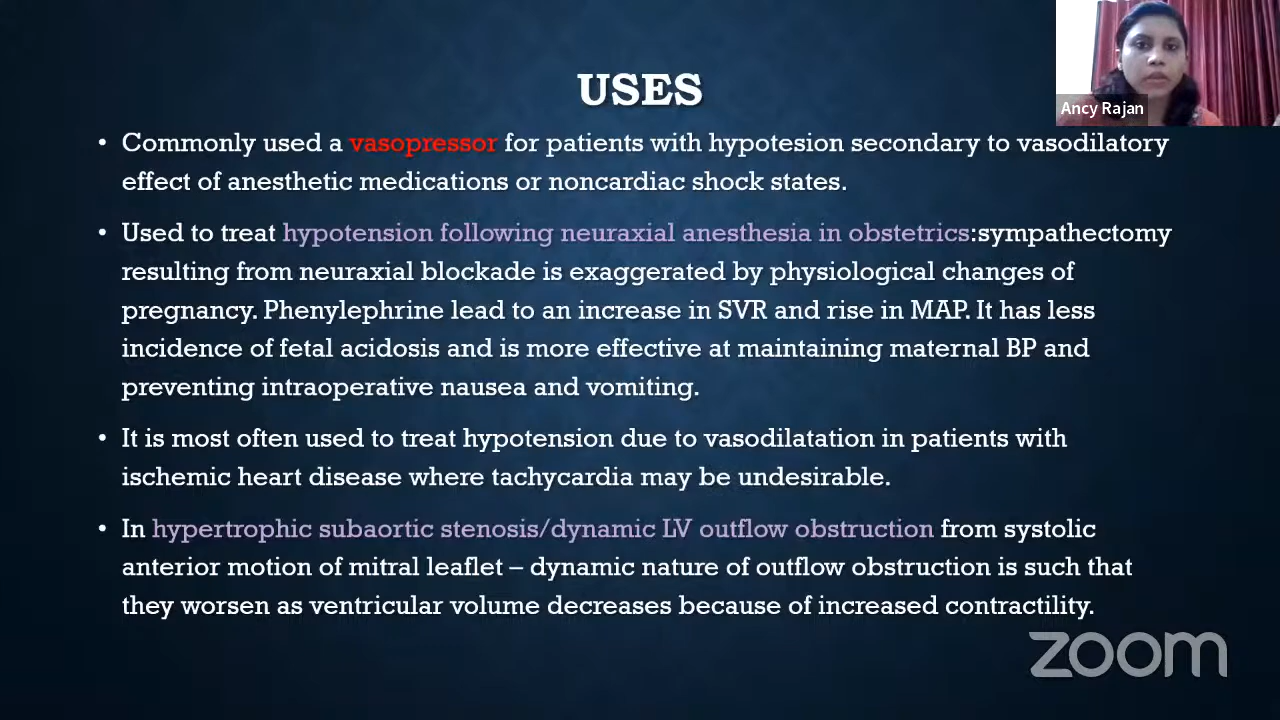 USES
Ancy Rajan
• Commonly used a vasopressor for patients with hypotesion secondary to vasodilatory
effect of anesthetic medications or noncardiac shock states.
• Used to treat hypotension following neuraxial anesthesia in obstetrics:sympathectomy
resulting from neuraxial blockade is exaggerated by physiological changes of
pregnancy. Phenylephrine lead to an increase in SVR and rise in MAP. It has less
incidence of fetal acidosis and is more effective at maintaining maternal BP and
preventing intraoperative nausea and vomiting.
• It is most often used to treat hypotension due to vasodilatation in patients with
ischemic heart disease where tachycardia may be undesirable.
• In hypertrophic subaortic stenosis/dynamic LV outflow obstruction from systolic
anterior motion of mitral leaflet – dynamic nature of outflow obstruction is such that
they worsen as ventricular volume decreases because of increased contractility.
zoom